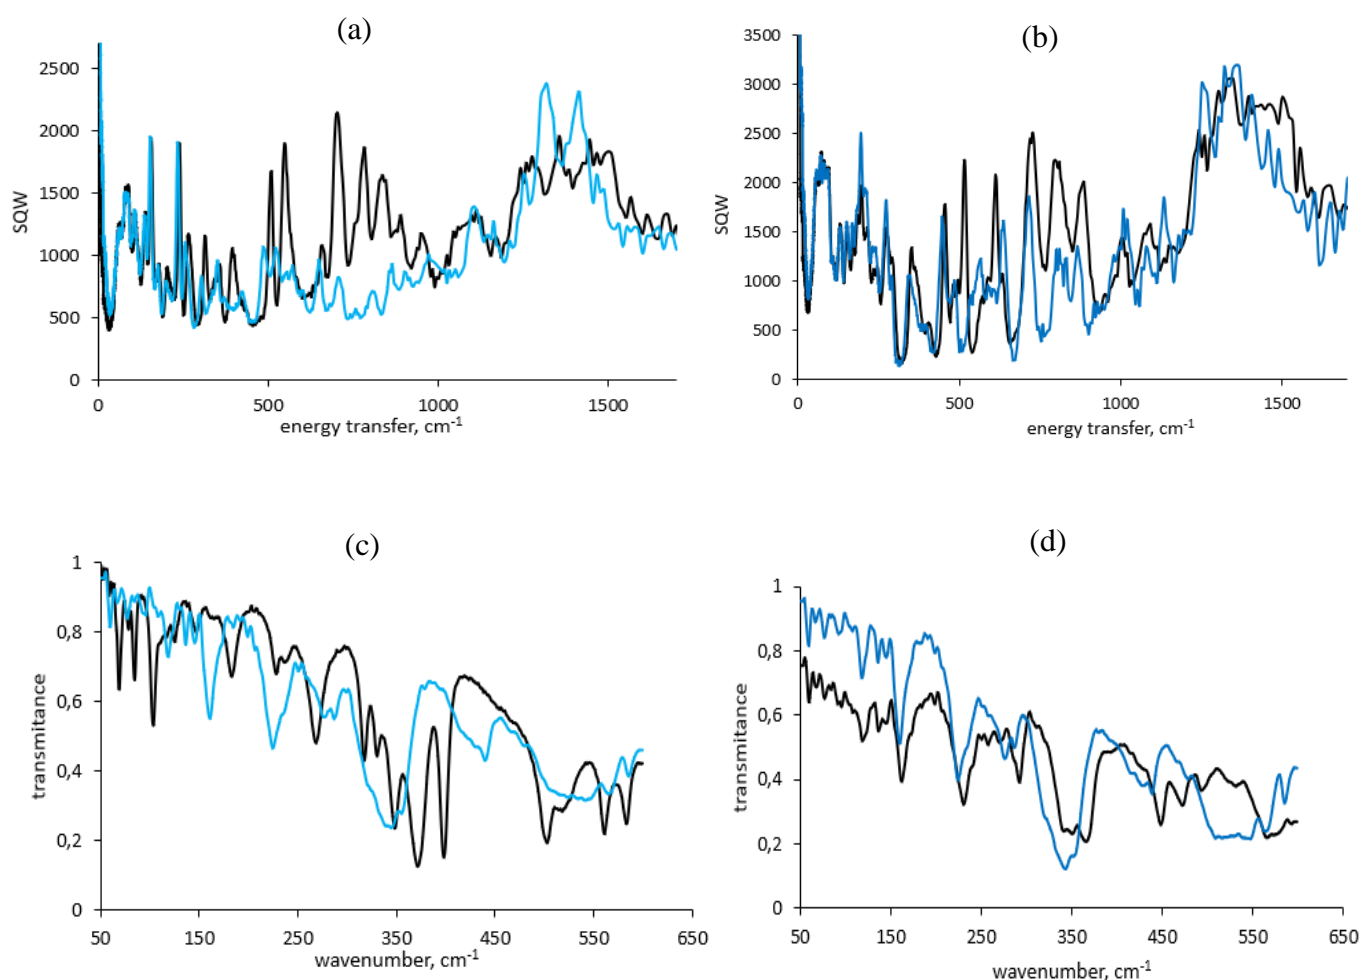 (a)
2500
2000
1500
1000
500
0
SQW
0 500 1000 1500
energy transfer, cm-1
(b)
3500
3000
2500
2000
1500
1000
500
0
SQW
0 500 1000 1500
energy transfer, cm-1
(c)
1
0,8
0,6
0,4
0,2
0
transmitance
50 150 250 350 450 550 650
wavenumber, cm-1
(d)
1
0,8
0,6
0,4
0,2
0
transmitance
50 150 250 350 450 550 650
wavenumber, cm-1